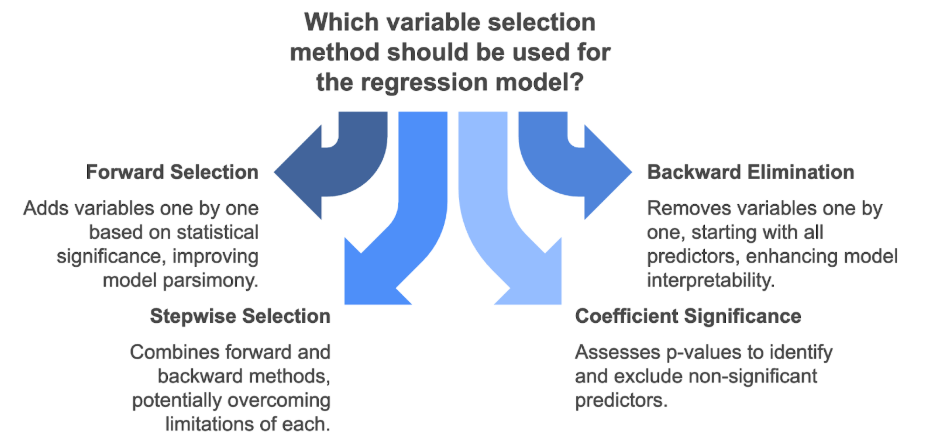 Which variable selection
method should be used for
the regression model?
Forward Selection
Adds variables one by one
based on statistical
significance, improving
model parsimony.
Backward Elimination
Removes variables one by
one, starting with all
predictors, enhancing model
interpretability.
Stepwise Selection
Combines forward and
backward methods,
potentially overcoming
limitations of each.
Coefficient Significance
Assesses p-values to identify
and exclude non-significant
predictors.